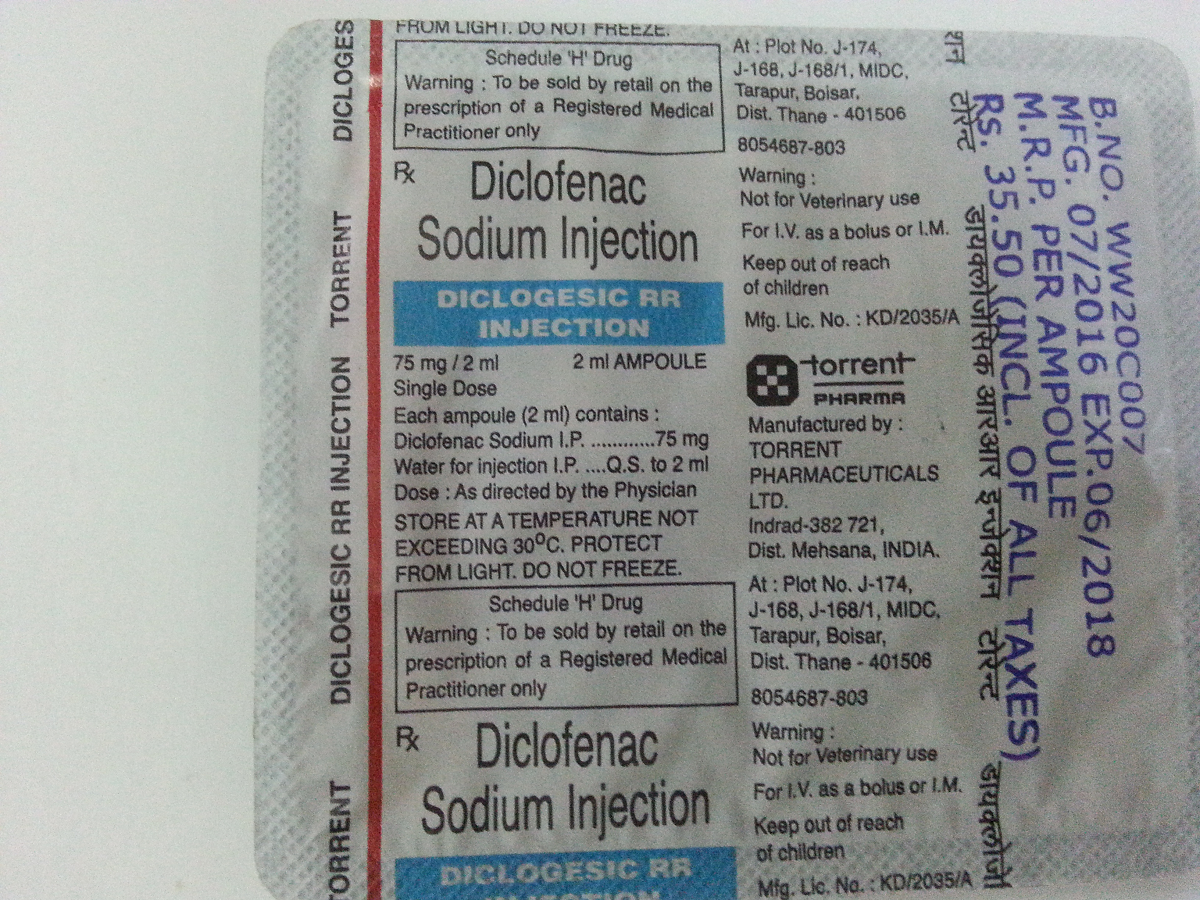 DICLOGES
TORRENT
DICLOGESIC RR INJECTION
TORRENT
FROM LIGHT. DO NOT FREEZE.
Schedule 'H' Drug
Warning : To be sold by retail on the
prescription of a Registered Medical
Practitioner only
Rx Diclofenac
Sodium Injection
DICLOGESIC RR
INJECTION
75 mg / 2 ml 2 ml AMPOULE
Single Dose
Each ampoule (2 ml) contains :
Diclofenac Sodium I.P. ............75 mg
Water for injection I.P. ....Q.S. to 2 ml
Dose : As directed by the Physician
STORE AT A TEMPERATURE NOT
EXCEEDING 30ºC. PROTECT
FROM LIGHT. DO NOT FREEZE.
Schedule 'H' Drug
Warning : To be sold by retail on the
prescription of a Registered Medical
Practitioner only
Rx Diclofenac
Sodium Injection
DICLOGESIC RR
INJECTION
At : Plot No. J-174,
J-168, J-168/1, MIDC,
Tarapur, Boisar,
Dist. Thane - 401506
8054687-803
Warning :
Not for Veterinary use
For I.V. as a bolus or I.M.
Keep out of reach
of children
Mfg. Lic. No. : KD/2035/A
torrent
PHARMA
Manufactured by :
TORRENT
PHARMACEUTICALS
LTD.
Indrad-382 721,
Dist. Mehsana, INDIA.
At : Plot No. J-174,
J-168, J-168/1, MIDC,
Tarapur, Boisar,
Dist. Thane - 401506
8054687-803
Warning :
Not for Veterinary use
For I.V. as a bolus or I.M.
Keep out of reach
of children
Mfg. Lic. No. : KD/2035/A
शन
टोरेन्ट
डायक्लोजेसिक आरआर इन्जेक्शन
टोरेन्ट
डायक्लोजे
B.NO. WW20C007
MFG. 07/2016 EXP.06/2018
M.R.P. PER AMPOULE
RS. 35.50 (INCL. OF ALL TAXES)